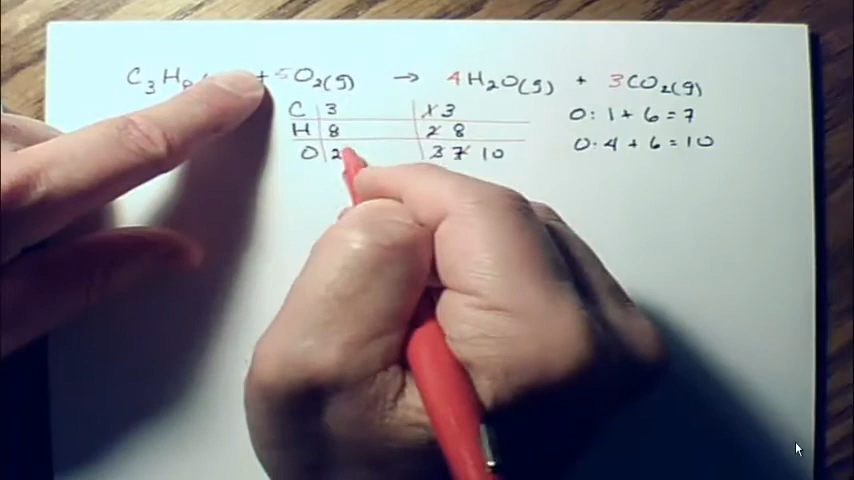 C3H8 + 5O2(g) → 4H2O(g) + 3CO2(g)
C 3 1 3 O: 1 + 6 = 7
H 8 2 8 O: 4 + 6 = 10
O 2 3 7 10